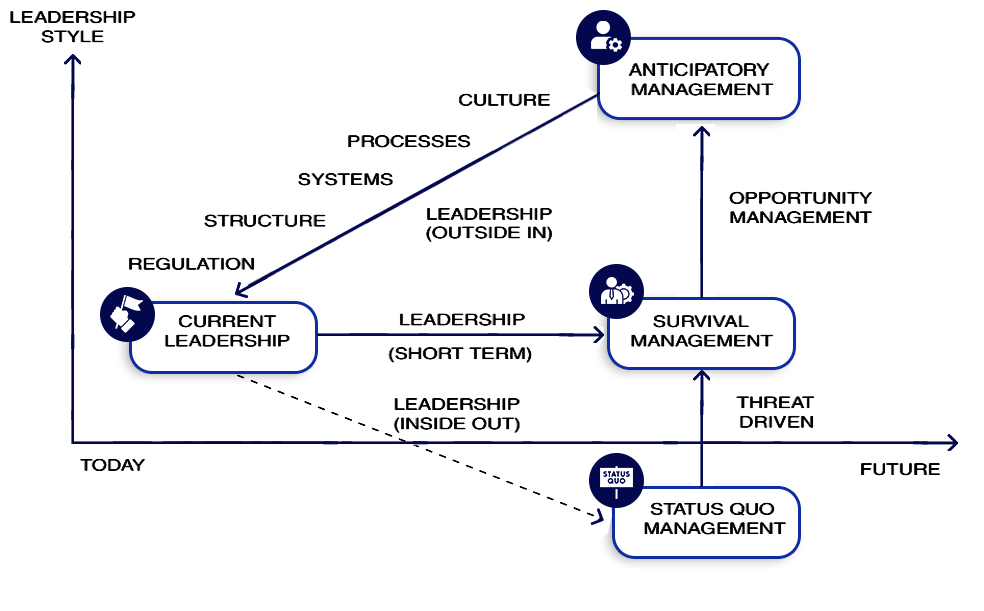 LEADERSHIP
STYLE
ANTICIPATORY
MANAGEMENT
CULTURE
PROCESSES
SYSTEMS
STRUCTURE
REGULATION
LEADERSHIP
(OUTSIDE IN)
OPPORTUNITY
MANAGEMENT
CURRENT
LEADERSHIP
LEADERSHIP
(SHORT TERM)
SURVIVAL
MANAGEMENT
LEADERSHIP
(INSIDE OUT)
THREAT
DRIVEN
TODAY
FUTURE
STATUS
QUO
STATUS QUO
MANAGEMENT